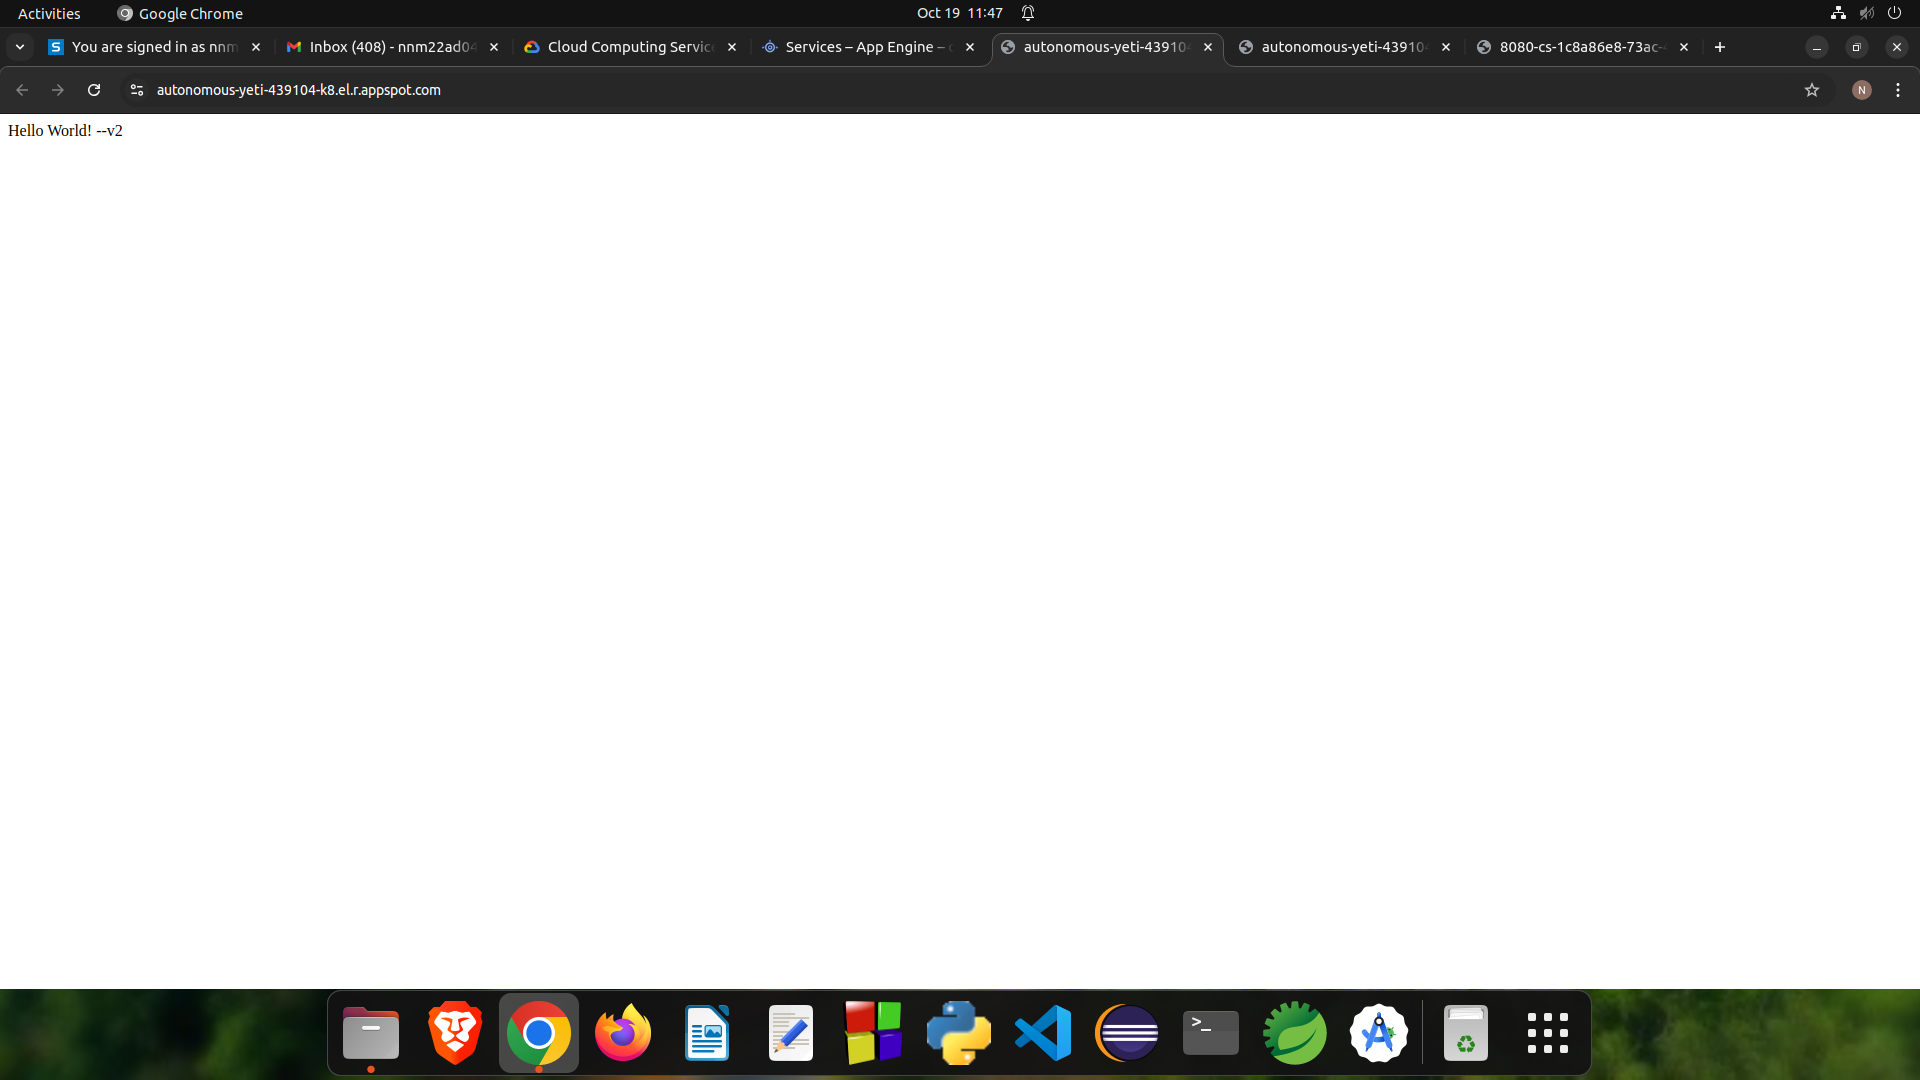 Activities
Google Chrome
Oct 19 11:47
You are signed in as nnm
Inbox (408) - nnm22ad04
Cloud Computing Service
Services – App Engine –
autonomous-yeti-43910
autonomous-yeti-43910
8080-cs-1c8a86e8-73ac-
autonomous-yeti-439104-k8.el.r.appspot.com
N
Hello World! --v2